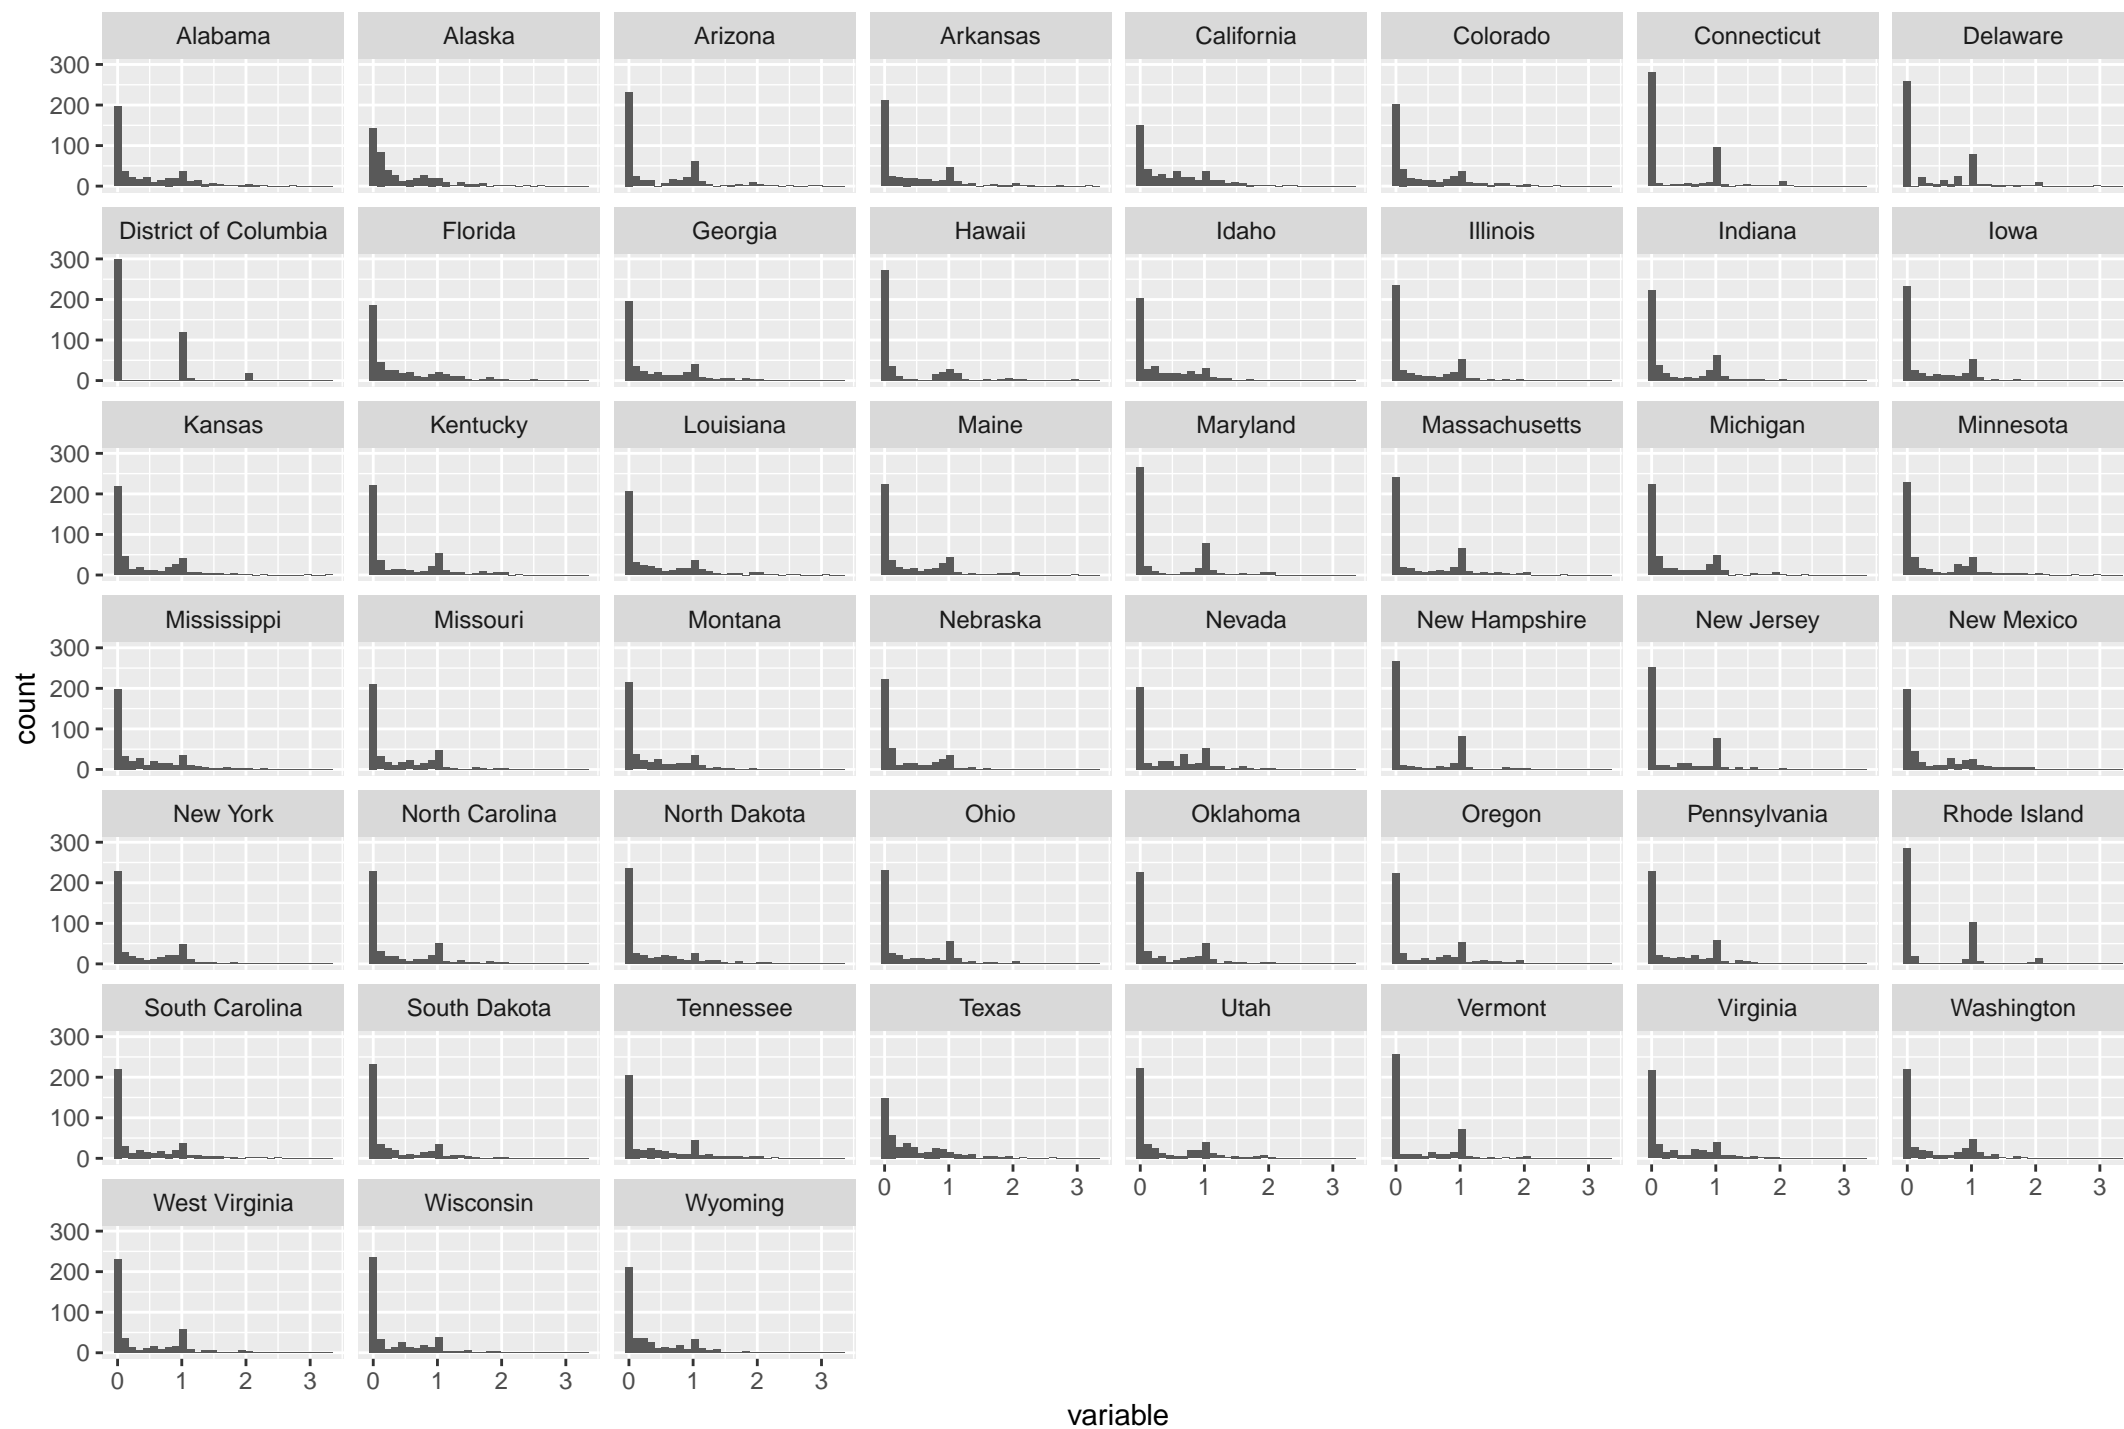 Alabama Alaska Arizona Arkansas California Colorado Connecticut Delaware
300
200
100
0
District of Columbia Florida Georgia Hawaii Idaho Illinois Indiana Iowa
300
200
100
0
Kansas Kentucky Louisiana Maine Maryland Massachusetts Michigan Minnesota
300
200
100
0
Mississippi Missouri Montana Nebraska Nevada New Hampshire New Jersey New Mexico
300
200
100
0
count
New York North Carolina North Dakota Ohio Oklahoma Oregon Pennsylvania Rhode Island
300
200
100
0
South Carolina South Dakota Tennessee Texas Utah Vermont Virginia Washington
300
200
100
0
0 1 2 3 0 1 2 3 0 1 2 3 0 1 2 3 0 1 2 3
West Virginia Wisconsin Wyoming
300
200
100
0
0 1 2 3 0 1 2 3 0 1 2 3
variable